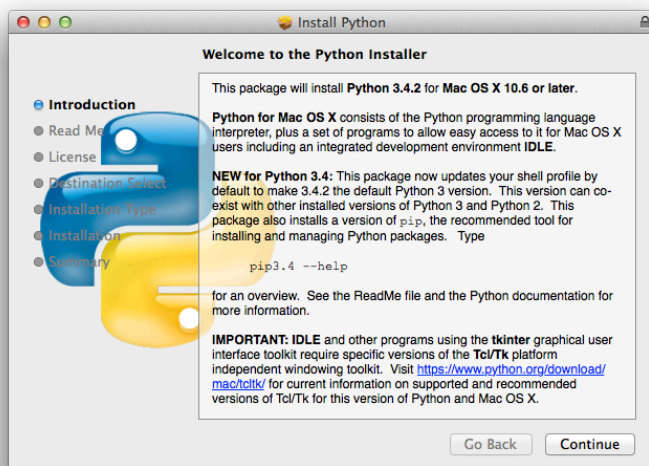 Install Python
Welcome to the Python Installer
Introduction
Read Me
License
Destination Select
Installation Type
Installation
Summary
This package will install Python 3.4.2 for Mac OS X 10.6 or later.
Python for Mac OS X consists of the Python programming language
interpreter, plus a set of programs to allow easy access to it for Mac OS X
users including an integrated development environment IDLE.
NEW for Python 3.4: This package now updates your shell profile by
default to make 3.4.2 the default Python 3 version. This version can co-
exist with other installed versions of Python 3 and Python 2. This
package also installs a version of pip, the recommended tool for
installing and managing Python packages. Type
pip3.4 --help
for an overview. See the ReadMe file and the Python documentation for
more information.
IMPORTANT: IDLE and other programs using the tkinter graphical user
interface toolkit require specific versions of the Tcl/Tk platform
independent windowing toolkit. Visit https://www.python.org/download/
mac/tcltk/ for current information on supported and recommended
versions of Tcl/Tk for this version of Python and Mac OS X.
Go Back
Continue